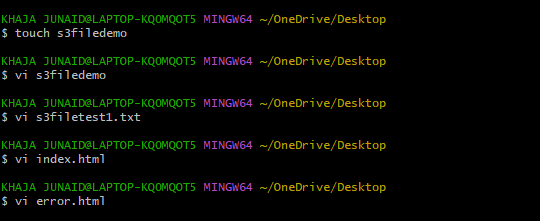 KHAJA JUNAID@LAPTOP-KQOMQOT5 MINGW64 ~/OneDrive/Desktop
$ touch s3filedemo
KHAJA JUNAID@LAPTOP-KQOMQOT5 MINGW64 ~/OneDrive/Desktop
$ vi s3filedemo
KHAJA JUNAID@LAPTOP-KQOMQOT5 MINGW64 ~/OneDrive/Desktop
$ vi s3filetest1.txt
KHAJA JUNAID@LAPTOP-KQOMQOT5 MINGW64 ~/OneDrive/Desktop
$ vi index.html
KHAJA JUNAID@LAPTOP-KQOMQOT5 MINGW64 ~/OneDrive/Desktop
$ vi error.html